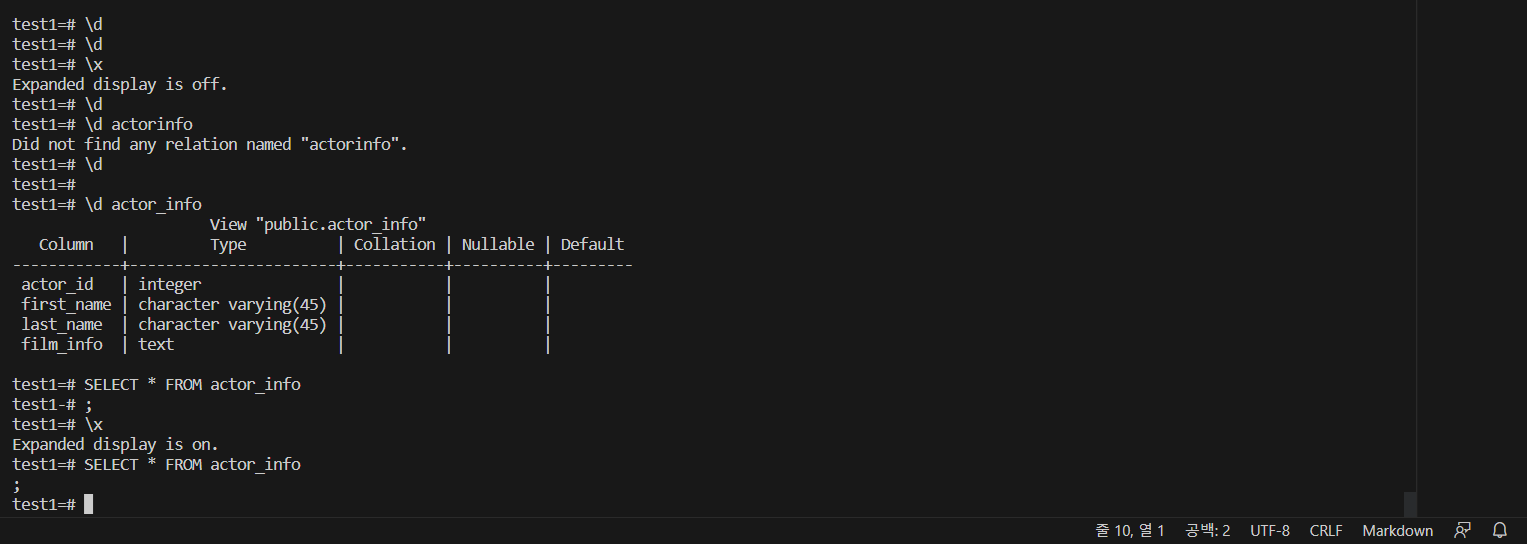 test1=# \d
test1=# \d
test1=# \x
Expanded display is off.
test1=# \d
test1=# \d actorinfo
Did not find any relation named "actorinfo".
test1=# \d
test1=#
test1=# \d actor_info
                      View "public.actor_info"
   Column   |         Type          | Collation | Nullable | Default
------------+-----------------------+-----------+----------+---------
 actor_id   | integer               |           |          |
 first_name | character varying(45) |           |          |
 last_name  | character varying(45) |           |          |
 film_info  | text                  |           |          |
test1=# SELECT * FROM actor_info
test1-# ;
test1=# \x
Expanded display is on.
test1=# SELECT * FROM actor_info
;
test1=#
줄 10, 열 1 공백: 2 UTF-8 CRLF Markdown